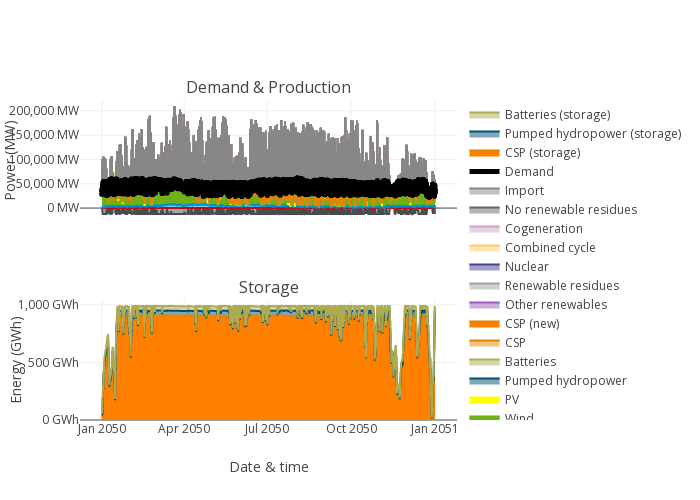 Demand & Production
200,000 MW
150,000 MW
100,000 MW
50,000 MW
0 MW
Power (MW)
Storage
1,000 GWh
500 GWh
0 GWh
Energy (GWh)
Jan 2050
Apr 2050
Jul 2050
Oct 2050
Jan 2051
Date & time
Batteries (storage)
Pumped hydropower (storage)
CSP (storage)
Demand
Import
No renewable residues
Cogeneration
Combined cycle
Nuclear
Renewable residues
Other renewables
CSP (new)
CSP
Batteries
Pumped hydropower
PV
Wind